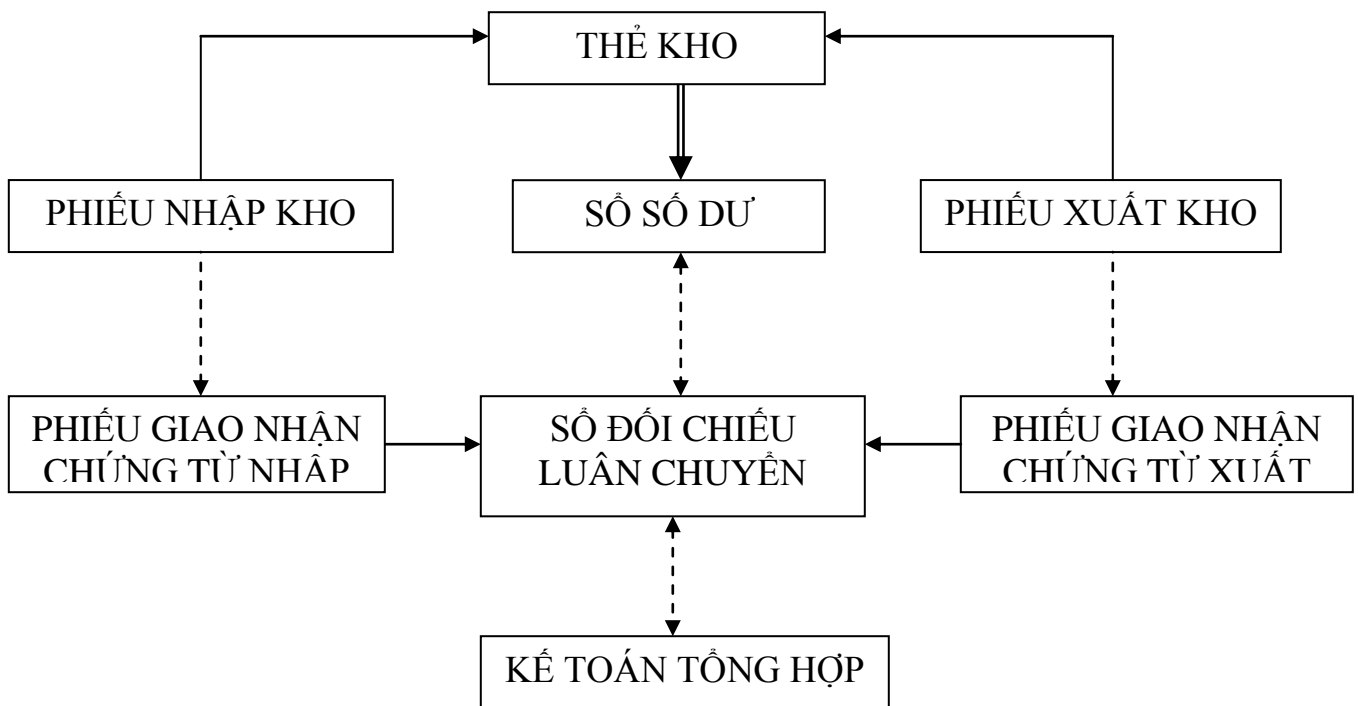 THẺ KHO
PHIẾU NHẬP KHO
SỔ SỐ DƯ
PHIẾU XUẤT KHO
PHIẾU GIAO NHẬN
CHỨNG TỪ NHẬP
SỔ ĐỐI CHIẾU
LUÂN CHUYỂN
PHIẾU GIAO NHẬN
CHỨNG TỪ XUẤT
KẾ TOÁN TỔNG HỢP